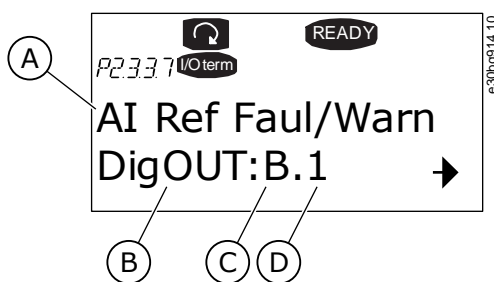 READY
P2.3.3.7 I/O term
AI Ref Faul/Warn
DigOUT:B.1
A
B
C
D
e30bg914.10